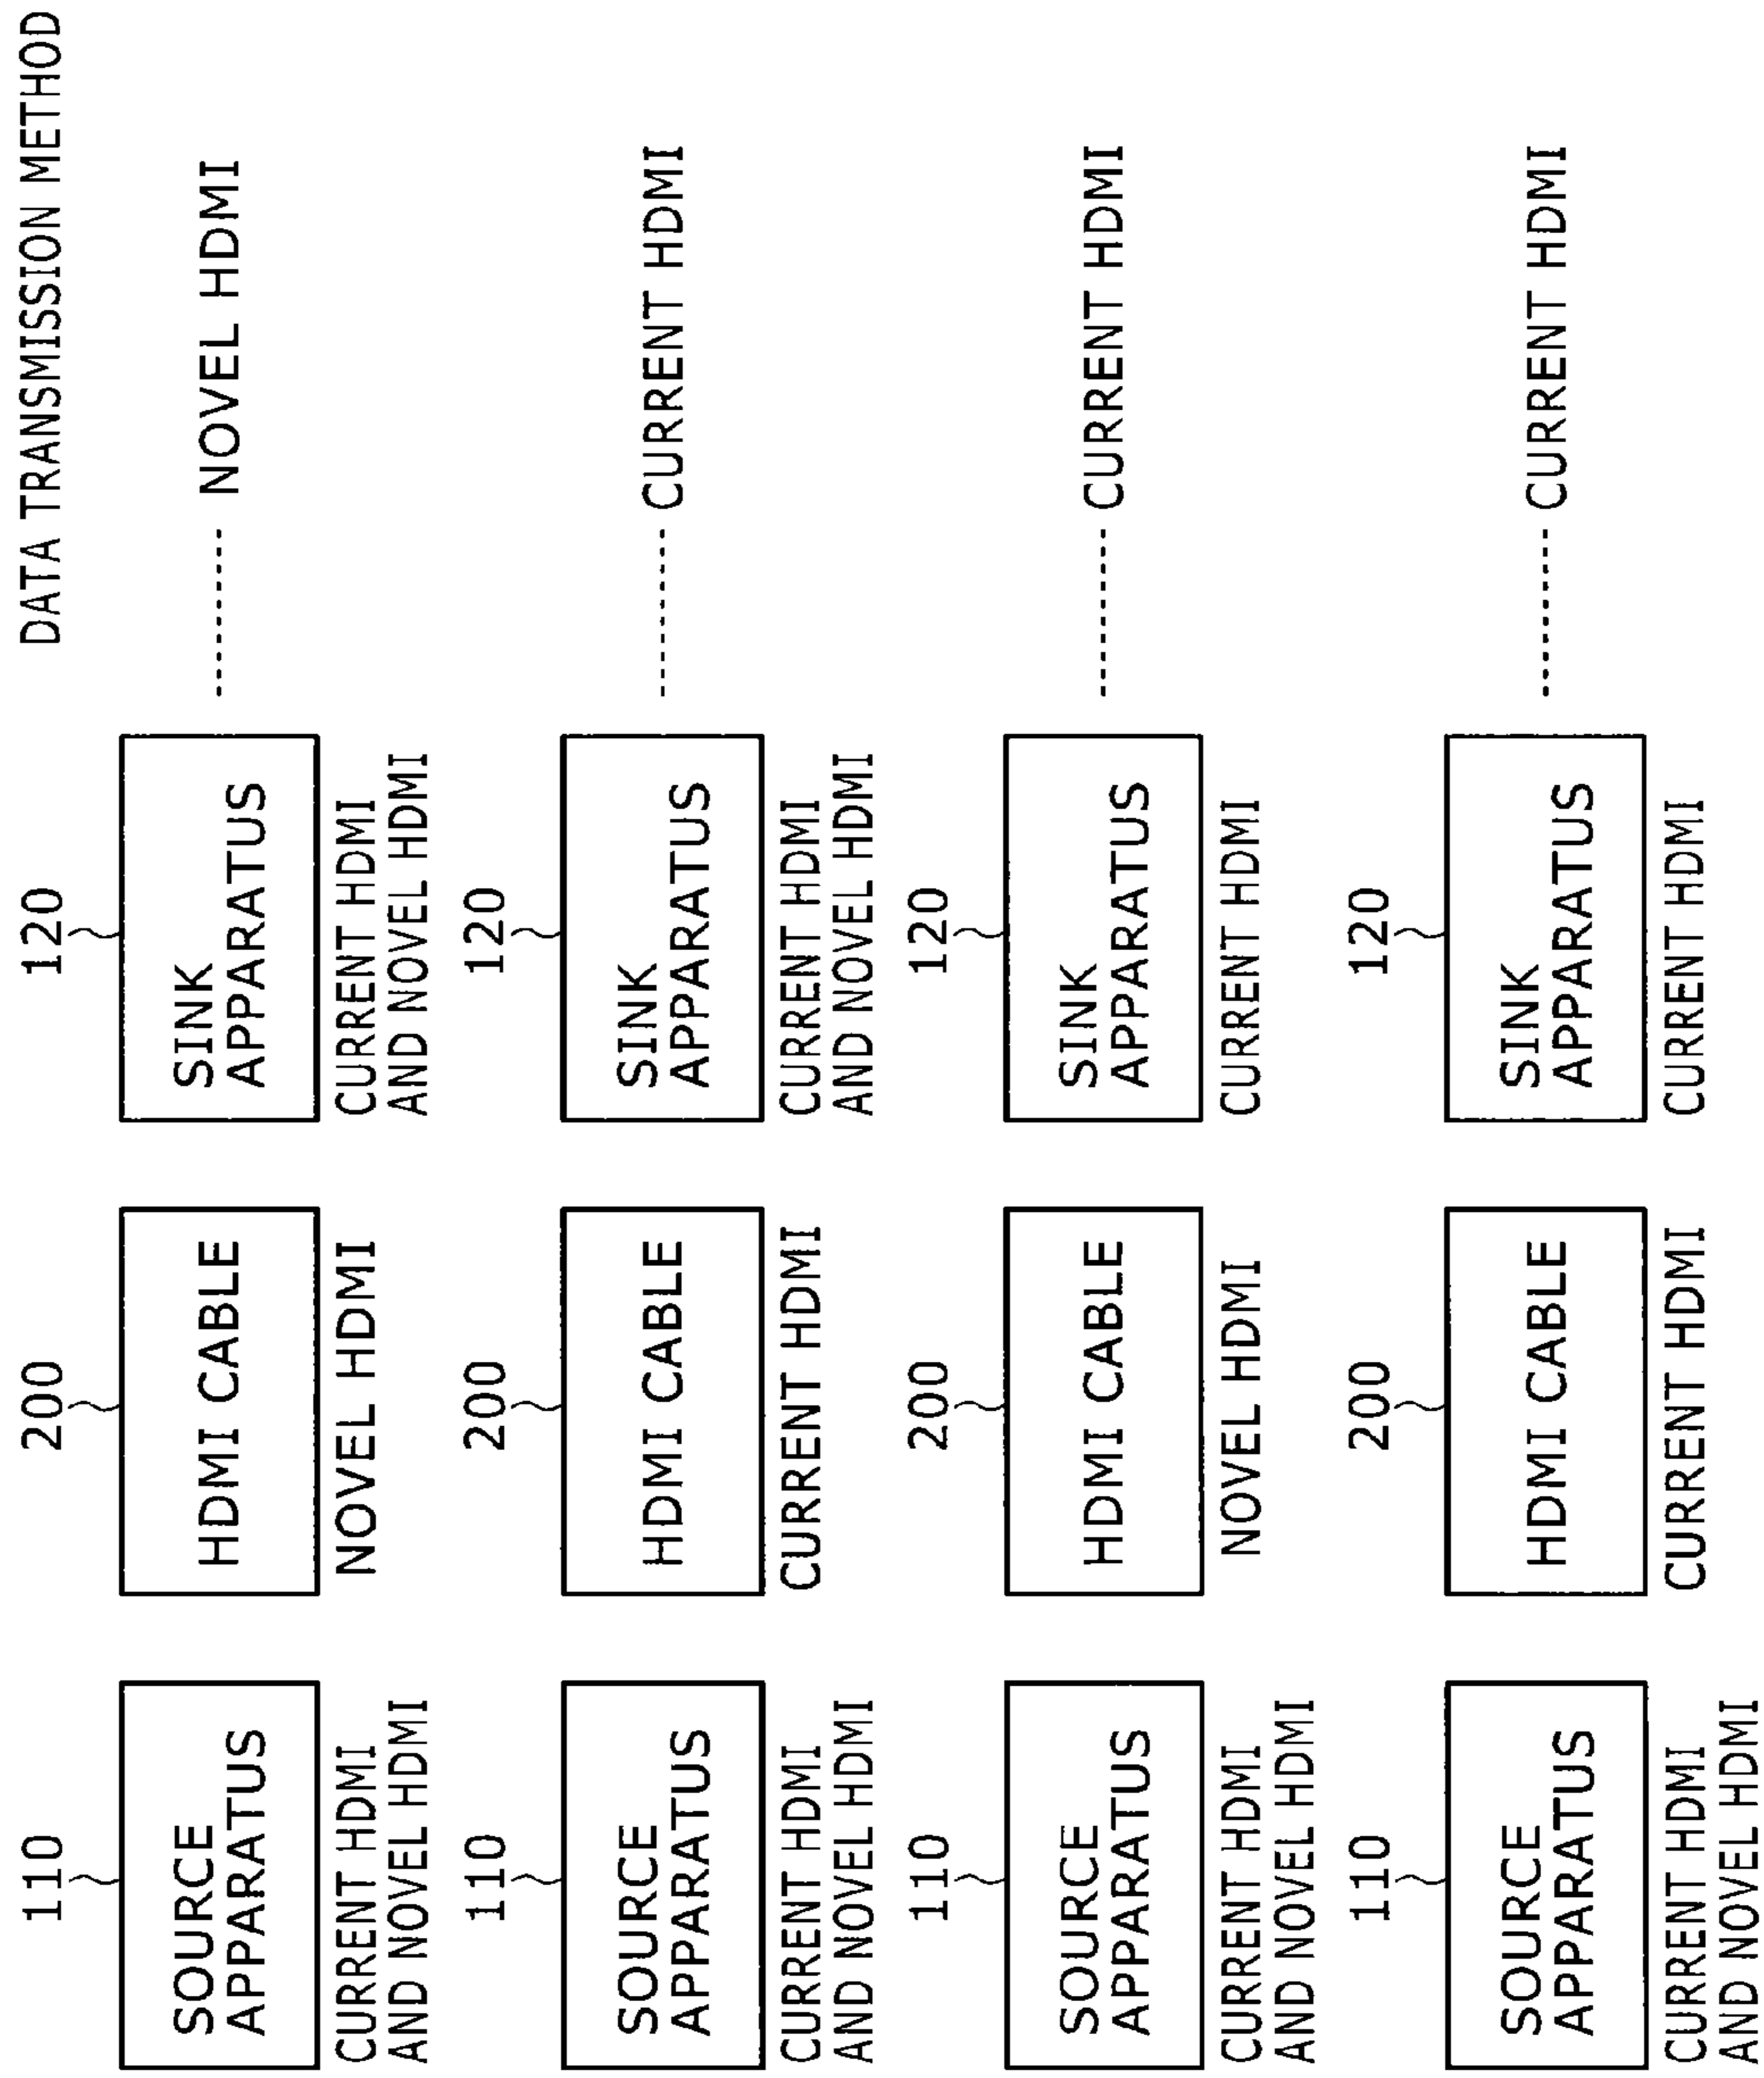 DATA TRANSMISSION METHOD
110
200
120
SOURCE
APPARATUS
HDMI CABLE
SINK
APPARATUS
NOVEL HDMI
CURRENT HDMI
AND NOVEL HDMI
NOVEL HDMI
CURRENT HDMI
AND NOVEL HDMI
110
200
120
SOURCE
APPARATUS
HDMI CABLE
SINK
APPARATUS
CURRENT HDMI
CURRENT HDMI
AND NOVEL HDMI
CURRENT HDMI
CURRENT HDMI
AND NOVEL HDMI
110
200
120
SOURCE
APPARATUS
HDMI CABLE
SINK
APPARATUS
CURRENT HDMI
CURRENT HDMI
AND NOVEL HDMI
NOVEL HDMI
CURRENT HDMI
110
200
120
SOURCE
APPARATUS
HDMI CABLE
SINK
APPARATUS
CURRENT HDMI
CURRENT HDMI
AND NOVEL HDMI
CURRENT HDMI
CURRENT HDMI